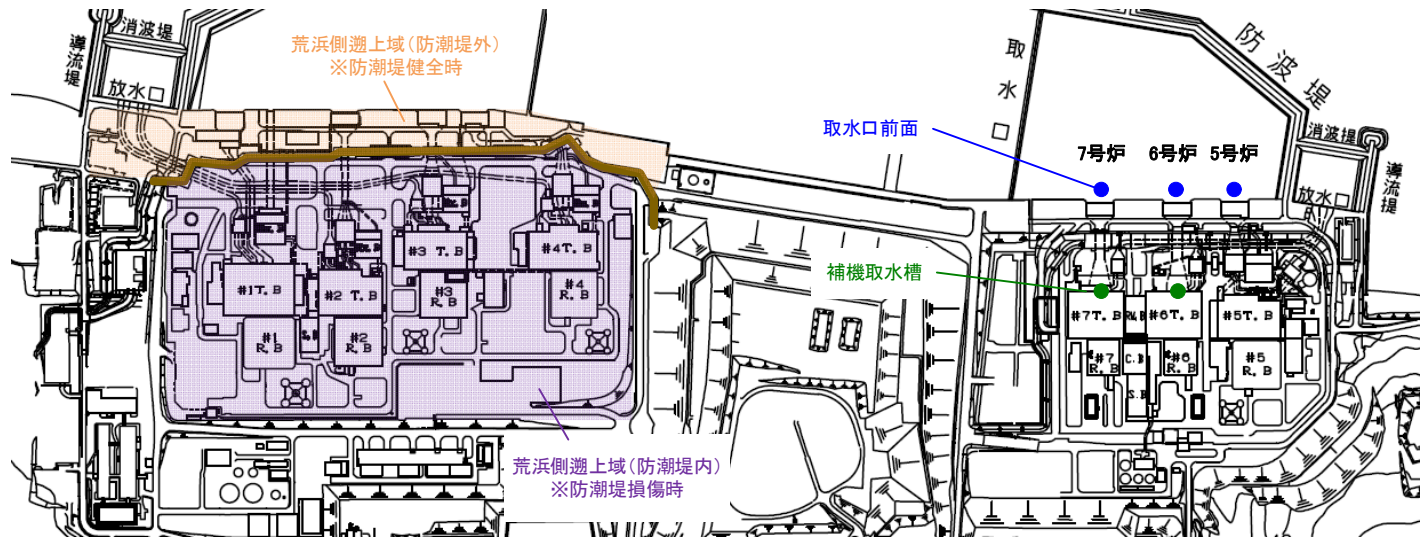 消波堤
導流堤
放水口
荒浜側遡上域（防潮堤外）
※防潮堤健全時
取水口
防波堤
取水口前面
7号炉
6号炉
5号炉
消波堤
放水口
導流堤
#1T. B
#2 T. B
#3 T. B
#4T. B
#1
R. B
S. B
#2
R. B
#3
R. B
#4
R. B
補機取水槽
#7T. B
RW. B
#6T. B
#5T. B
#7
R. B
C. B
S. B
#6
R. B
#5
R. B
荒浜側遡上域（防潮堤内）
※防潮堤損傷時